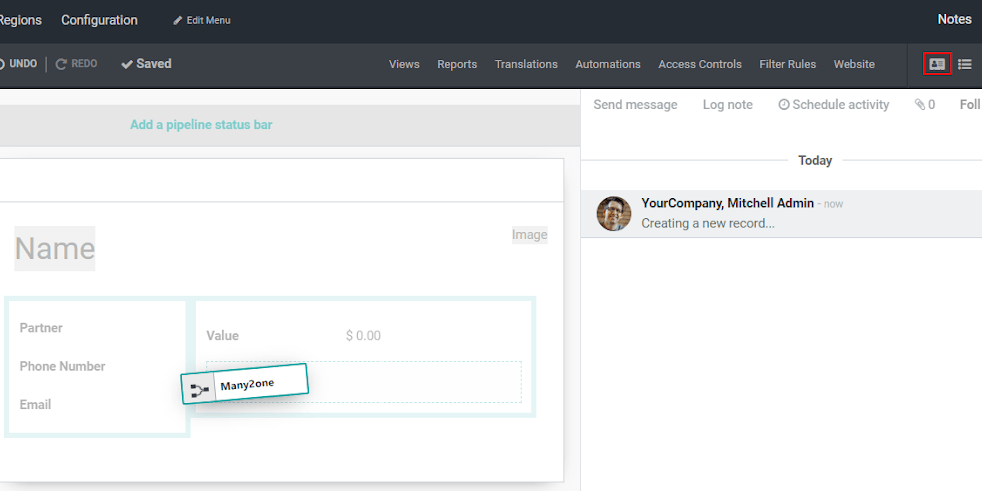 Regions Configuration Edit Menu Notes
UNDO REDO Saved Views Reports Translations Automations Access Controls Filter Rules Website
Add a pipeline status bar
Send message Log note Schedule activity 0 Foll
Today
YourCompany, Mitchell Admin - now
Creating a new record...
Name
Image
Partner
Value $ 0.00
Phone Number
Many2one
Email